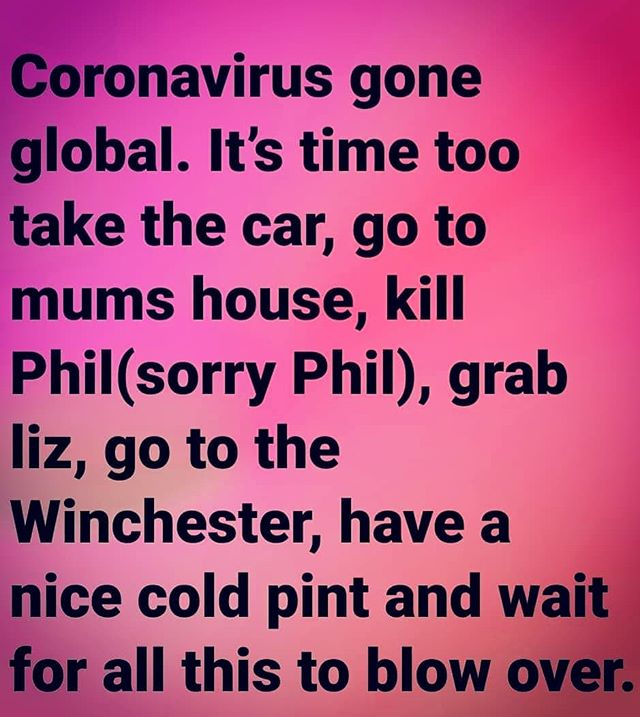 Coronavirus gone
global. It’s time too
take the car, go to
mums house, kill
Phil(sorry Phil), grab
liz, go to the
Winchester, have a
nice cold pint and wait
for all this to blow over.